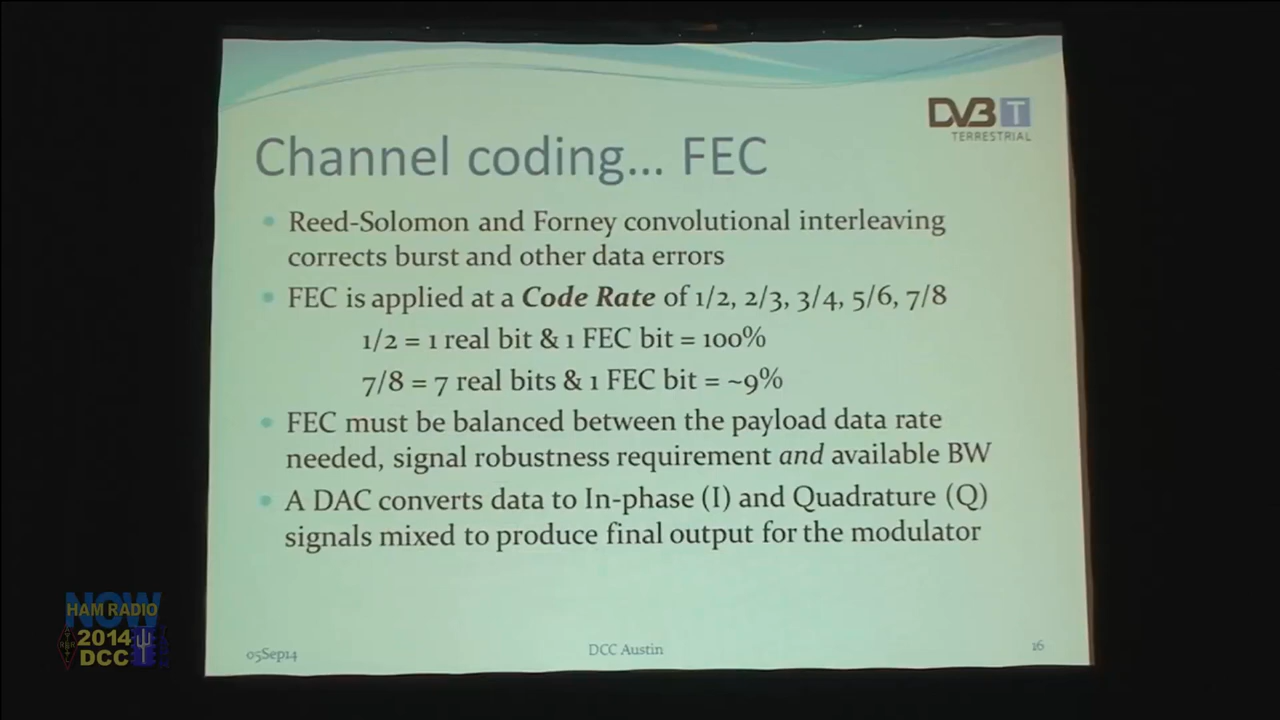 DVB T
TERRESTRIAL
Channel coding... FEC
Reed-Solomon and Forney convolutional interleaving
corrects burst and other data errors
FEC is applied at a Code Rate of 1/2, 2/3, 3/4, 5/6, 7/8
1/2 = 1 real bit & 1 FEC bit = 100%
7/8 = 7 real bits & 1 FEC bit = ~9%
FEC must be balanced between the payload data rate
needed, signal robustness requirement and available BW
A DAC converts data to In-phase (I) and Quadrature (Q)
signals mixed to produce final output for the modulator
NOW
HAM RADIO
2014
DCC
05Sep14
DCC Austin
16